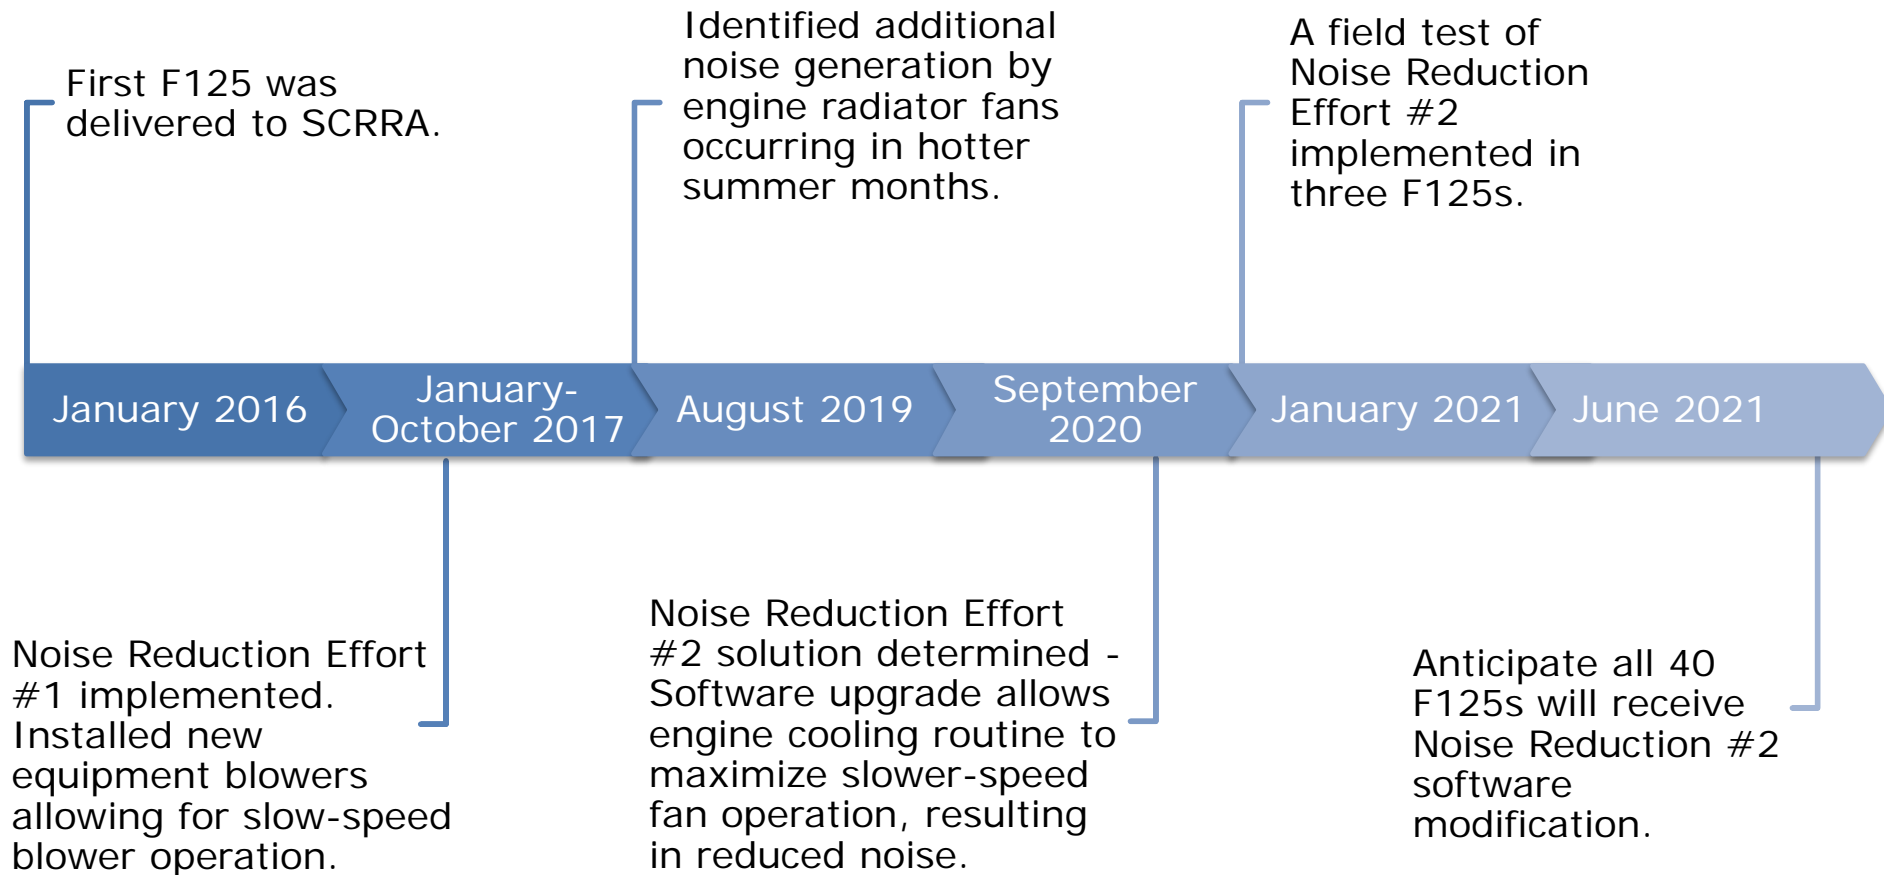 First F125 was
delivered to SCRRA.
Identified additional
noise generation by
engine radiator fans
occurring in hotter
summer months.
A field test of
Noise Reduction
Effort #2
implemented in
three F125s.
January 2016
January-
October 2017
August 2019
September
2020
January 2021
June 2021
Noise Reduction Effort
#1 implemented.
Installed new
equipment blowers
allowing for slow-speed
blower operation.
Noise Reduction Effort
#2 solution determined -
Software upgrade allows
engine cooling routine to
maximize slower-speed
fan operation, resulting
in reduced noise.
Anticipate all 40
F125s will receive
Noise Reduction #2
software
modification.